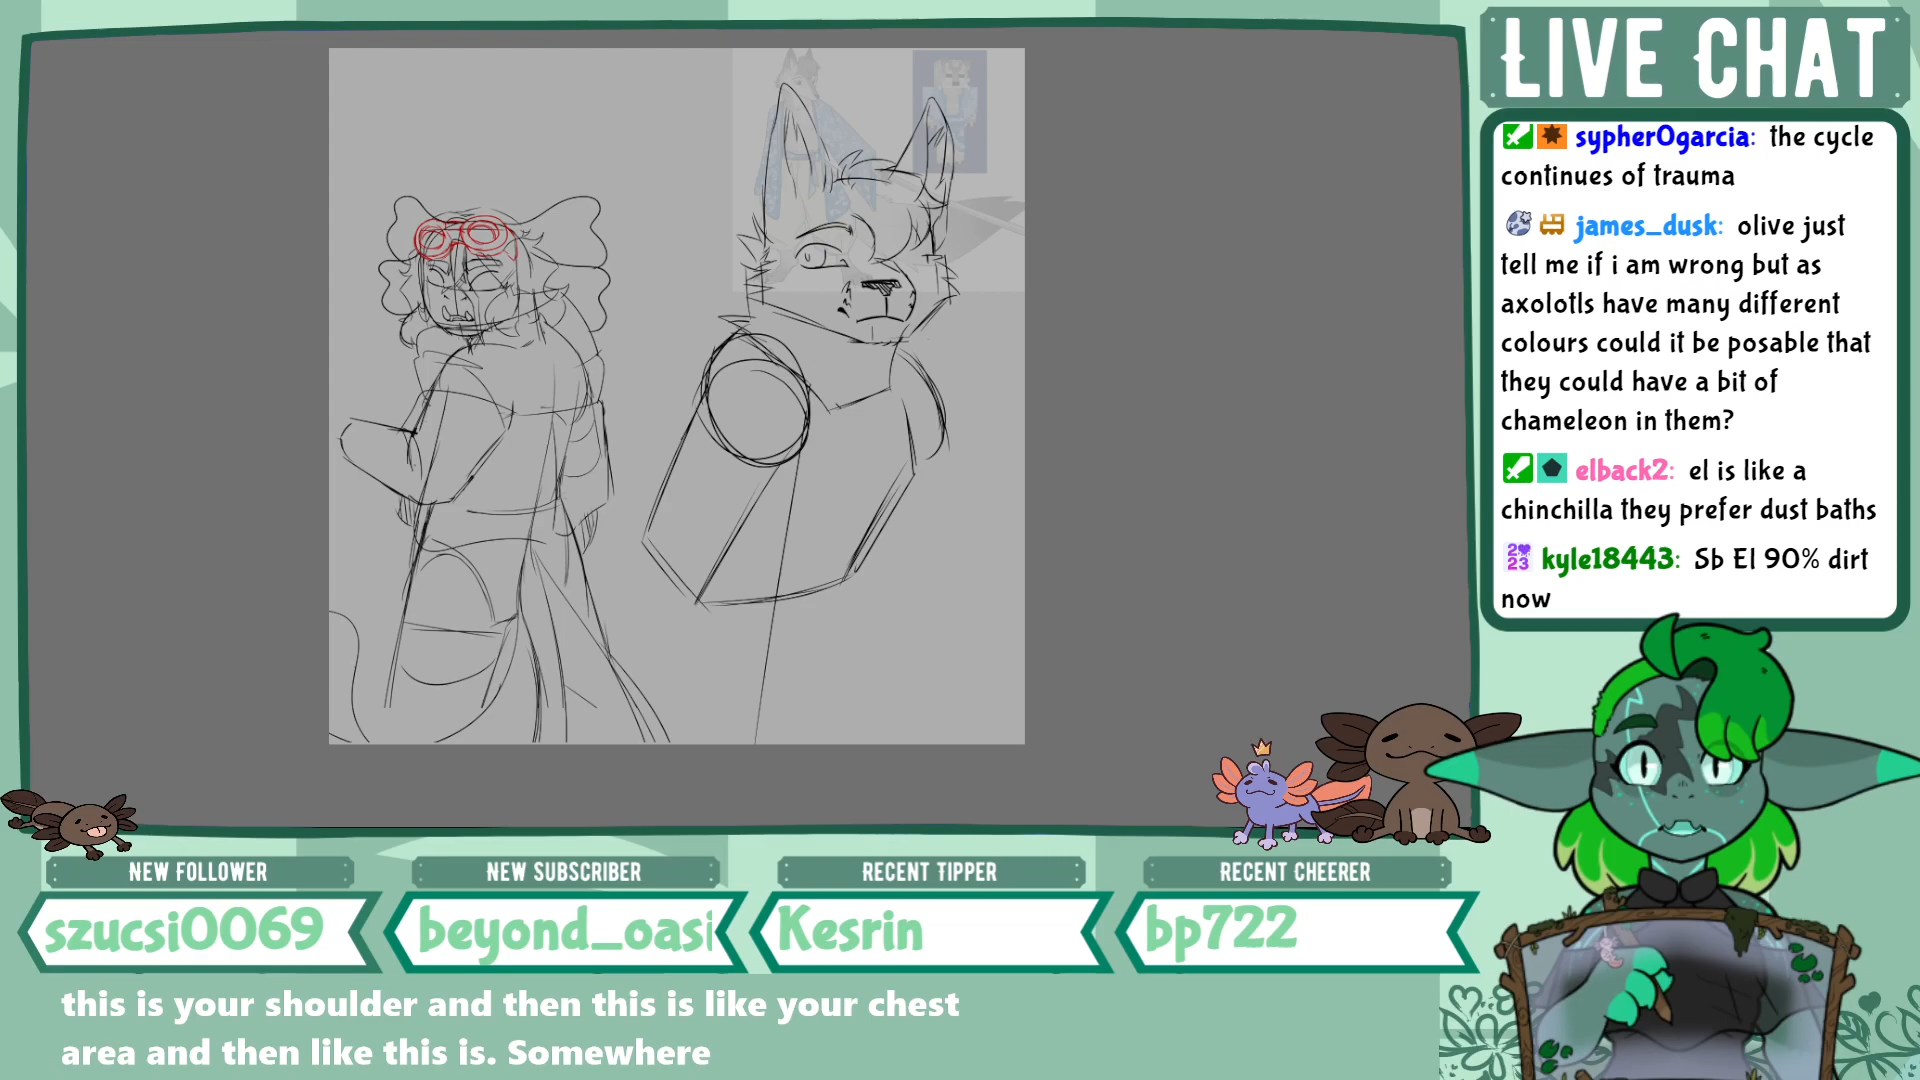 LIVE CHAT
sypher0garcia: the cycle
continues of trauma
james_dusk: olive just
tell me if i am wrong but as
axolotls have many different
colours could it be posable that
they could have a bit of
chameleon in them?
elback2: el is like a
chinchilla they prefer dust baths
2023 kyle18443: Sb El 90% dirt
now
NEW FOLLOWER
szucsi0069
NEW SUBSCRIBER
beyond_oasi
RECENT TIPPER
Kesrin
RECENT CHEERER
bp722
this is your shoulder and then this is like your chest
area and then like this is. Somewhere